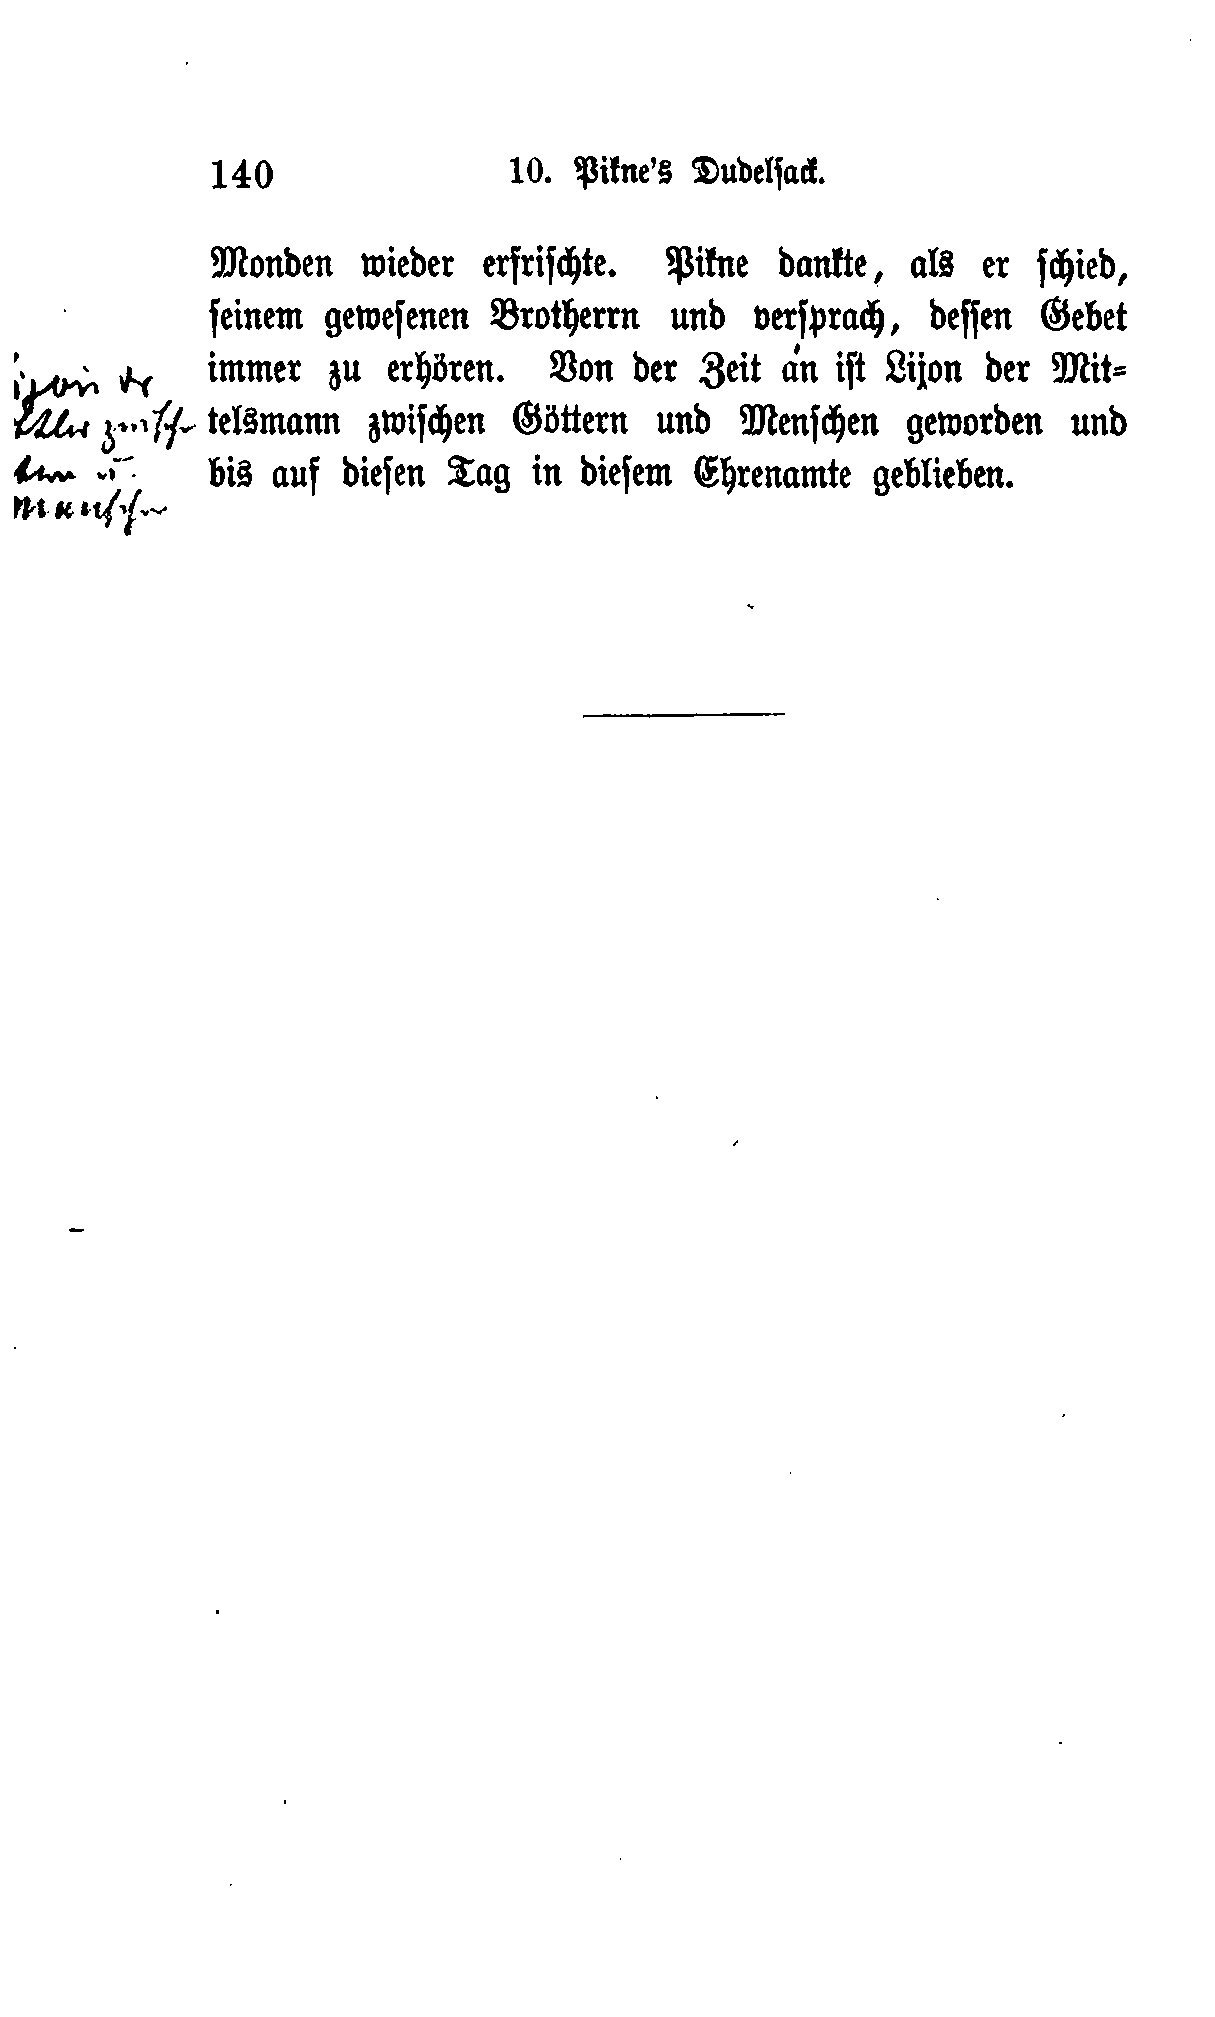 140 10. Pikne's Dudelsack.
Monden wieder erfrischte. Pikne dankte, als er schied,
seinem gewesenen Brotherrn und versprach, dessen Gebet
immer zu erhören. Von der Zeit an ist Lijon der Mit-
telsmann zwischen Göttern und Menschen geworden und
bis auf diesen Tag in diesem Ehrenamte geblieben.